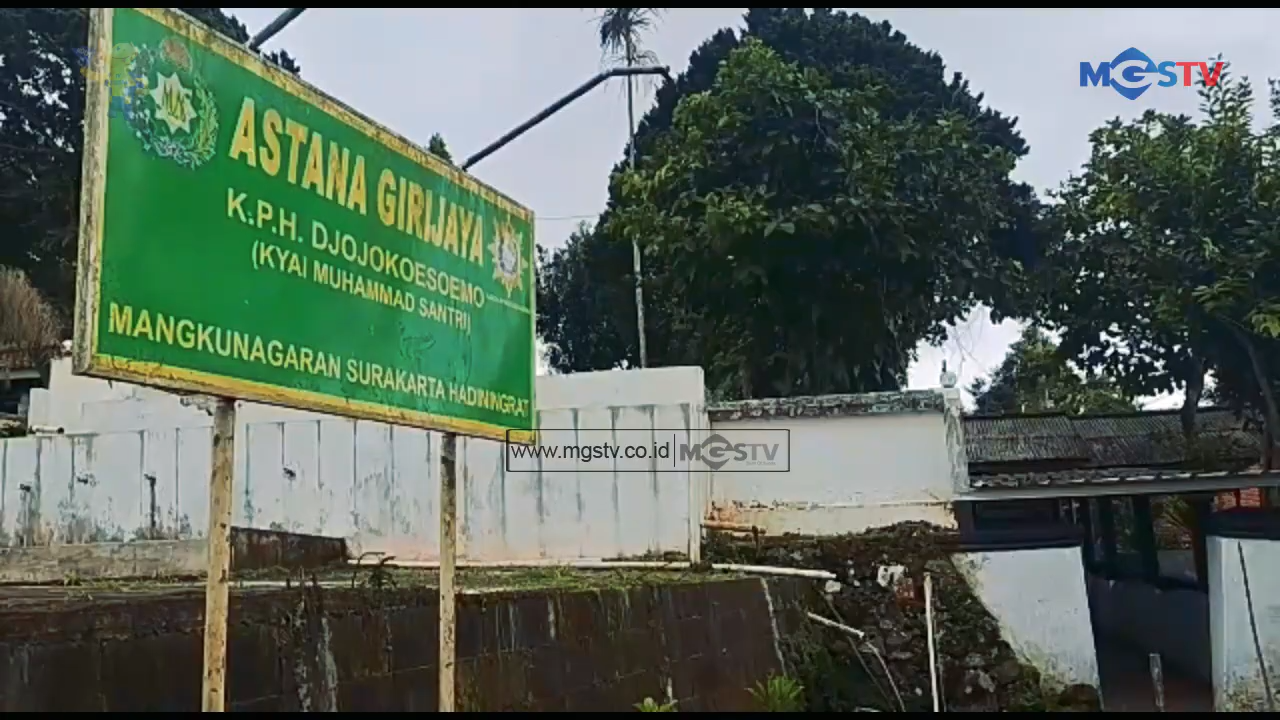 MGSTV
ASTANA GIRIJAYA
K.P.H. DJOJOKOESOEMO
(KYAI MUHAMMAD SANTRI)
MANGKUNAGARAN SURAKARTA HADININGRAT
www.mgstv.co.id MGSTV